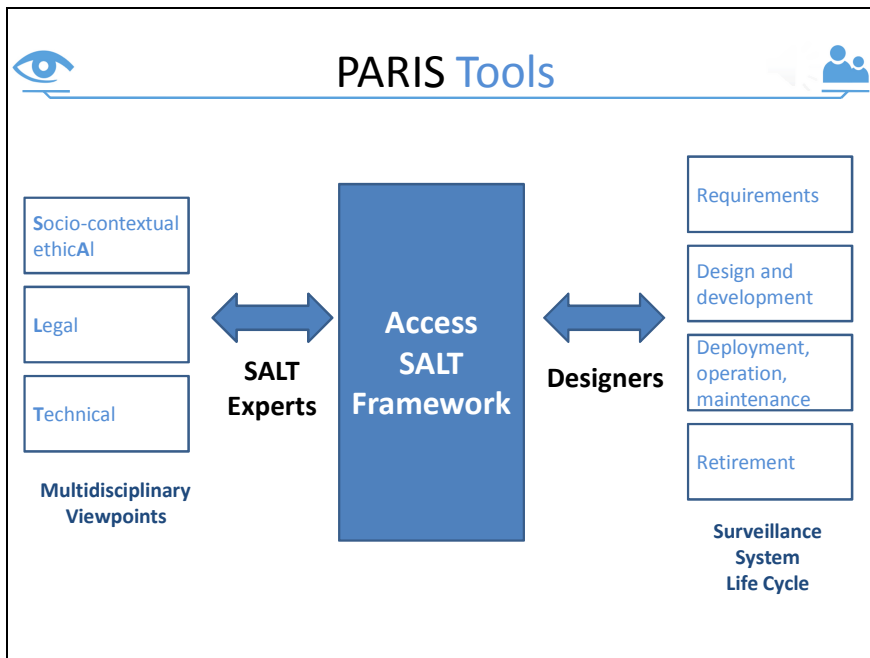 PARIS Tools
Socio-contextual
ethicAl
Legal
Technical
Multidisciplinary
Viewpoints
SALT
Experts
Access
SALT
Framework
Designers
Requirements
Design and
development
Deployment,
operation,
maintenance
Retirement
Surveillance
System
Life Cycle